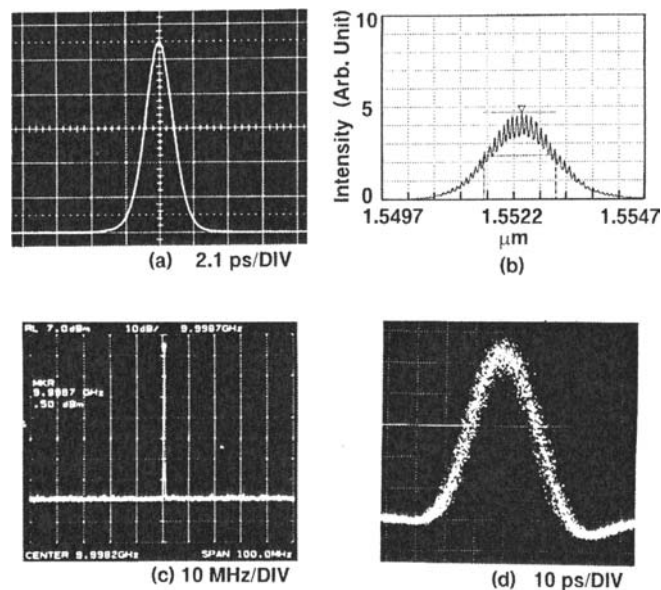 (a) 2.1 ps/DIV
Intensity (Arb. Unit)
10
5
0
1.5497 1.5522 1.5547
μm
(b)
RL 7.0dBm 10dB/ 9.9987GHz
MKR
9.9987 GHz
.50 dBm
CENTER 9.9982GHz SPAN 100.0MHz
(c) 10 MHz/DIV
(d) 10 ps/DIV